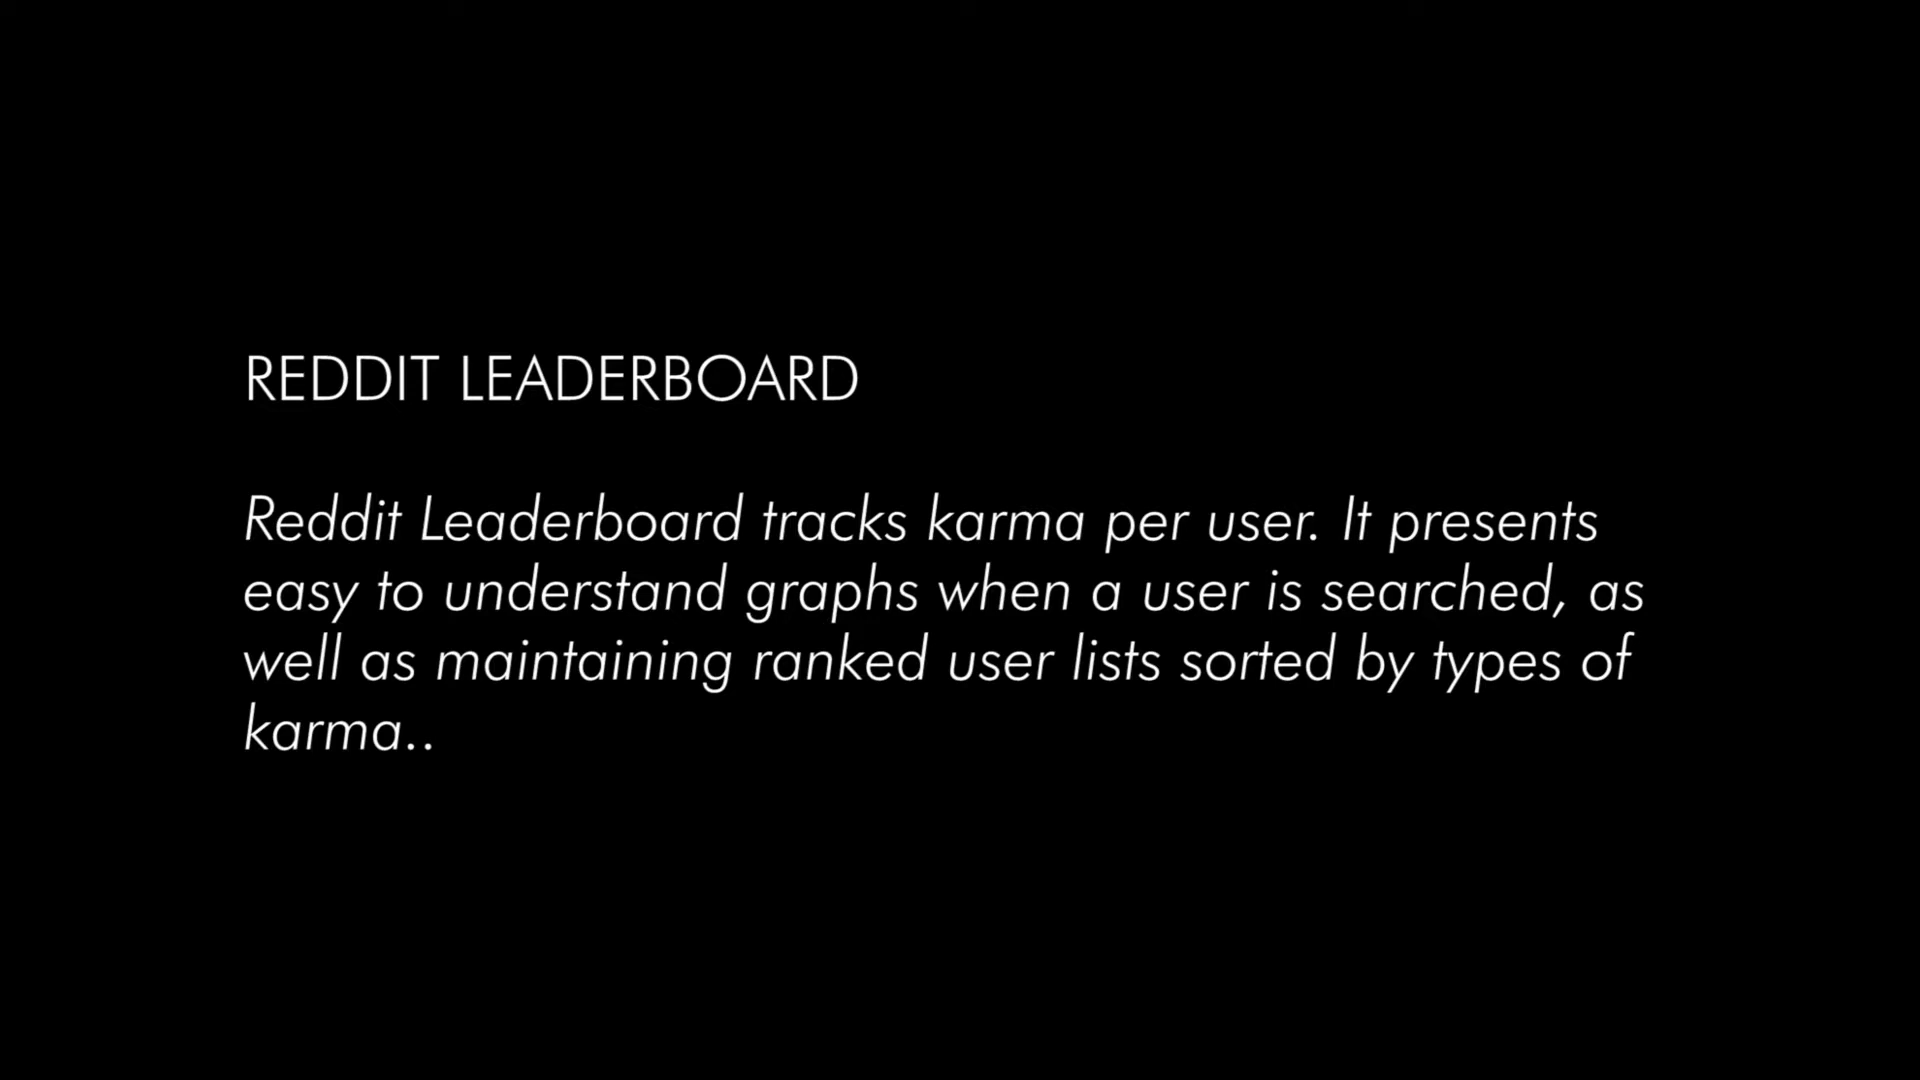 REDDIT LEADERBOARD
Reddit Leaderboard tracks karma per user. It presents
easy to understand graphs when a user is searched, as
well as maintaining ranked user lists sorted by types of
karma..